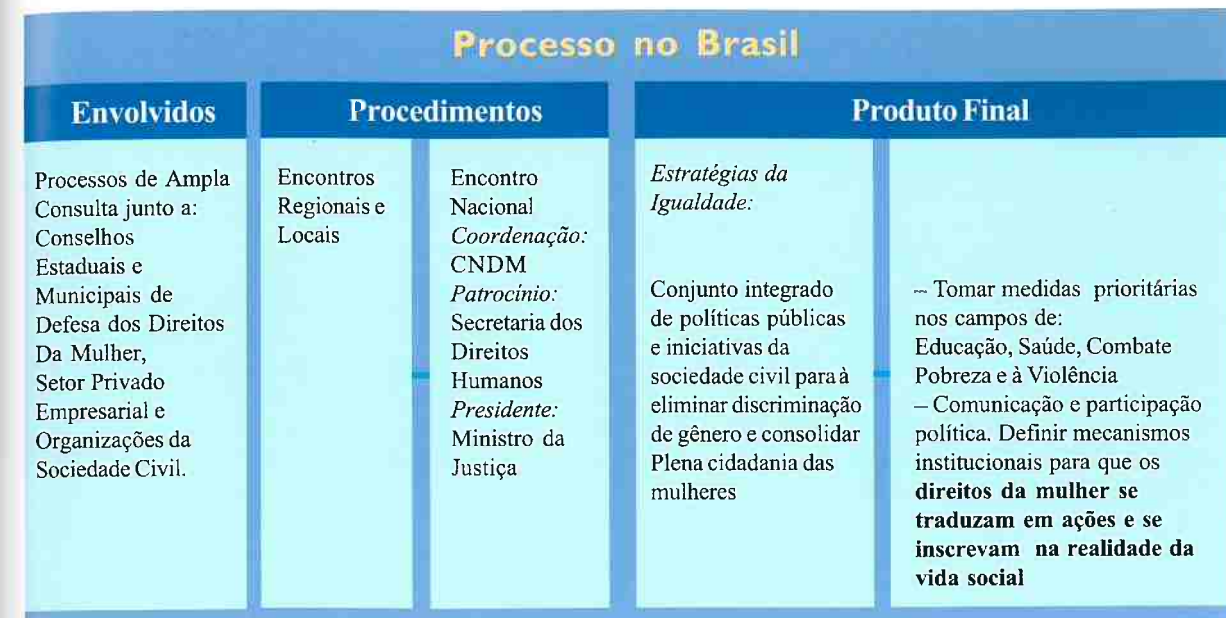 Processo no Brasil
Envolvidos
Procedimentos
Produto Final
Processos de Ampla
Consulta junto a:
Conselhos
Estaduais e
Municipais de
Defesa dos Direitos
Da Mulher,
Setor Privado
Empresarial e
Organizações da
Sociedade Civil.
Encontros
Regionais e
Locais
Encontro
Nacional
Coordenação:
CNDM
Patrocínio:
Secretaria dos
Direitos
Humanos
Presidente:
Ministro da
Justiça
Estratégias da
Igualdade:
Conjunto integrado
de políticas públicas
e iniciativas da
sociedade civil para à
eliminar discriminação
de gênero e consolidar
Plena cidadania das
mulheres
– Tomar medidas prioritárias
nos campos de:
Educação, Saúde, Combate
Pobreza e à Violência
– Comunicação e participação
política. Definir mecanismos
institucionais para que os
direitos da mulher se
traduzam em ações e se
inscrevam na realidade da
vida social